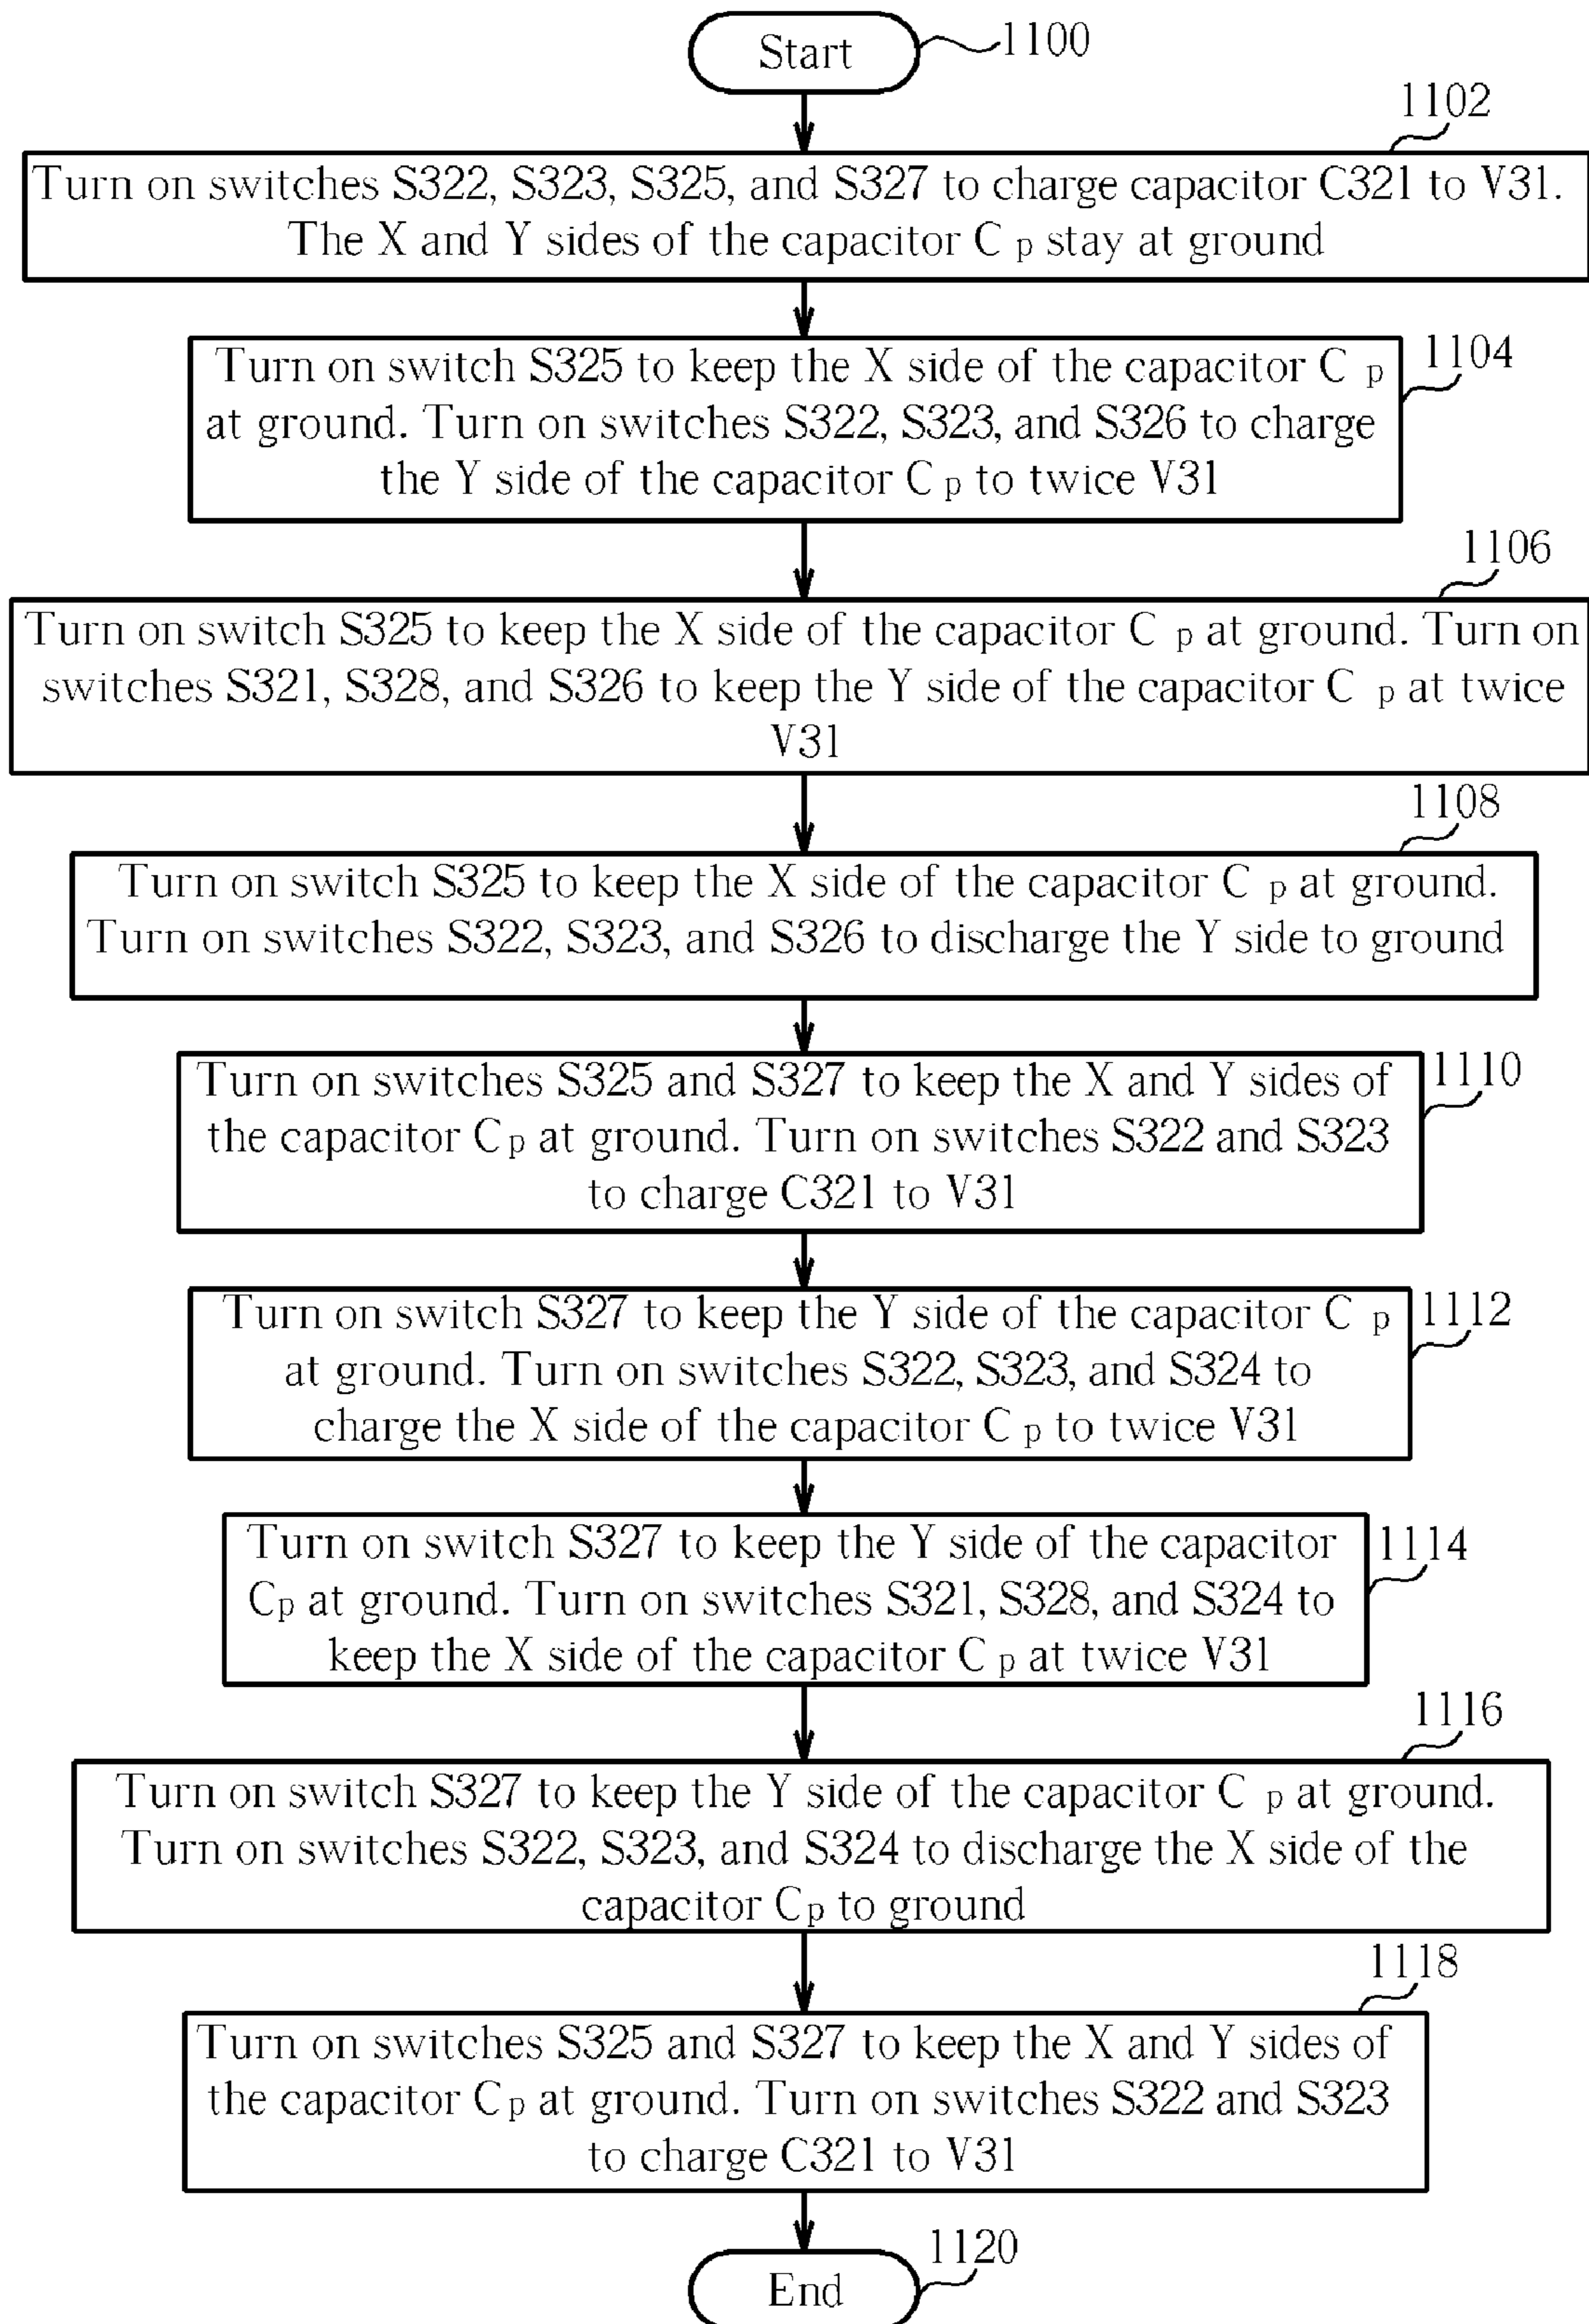 Start
1100
1102
Turn on switches S322, S323, S325, and S327 to charge capacitor C321 to V31.
The X and Y sides of the capacitor C p stay at ground
1104
Turn on switch S325 to keep the X side of the capacitor C p
at ground. Turn on switches S322, S323, and S326 to charge
the Y side of the capacitor C p to twice V31
1106
Turn on switch S325 to keep the X side of the capacitor C p at ground. Turn on
switches S321, S328, and S326 to keep the Y side of the capacitor C p at twice
V31
1108
Turn on switch S325 to keep the X side of the capacitor C p at ground.
Turn on switches S322, S323, and S326 to discharge the Y side to ground
1110
Turn on switches S325 and S327 to keep the X and Y sides of
the capacitor Cp at ground. Turn on switches S322 and S323
to charge C321 to V31
1112
Turn on switch S327 to keep the Y side of the capacitor C p
at ground. Turn on switches S322, S323, and S324 to
charge the X side of the capacitor C p to twice V31
1114
Turn on switch S327 to keep the Y side of the capacitor
Cp at ground. Turn on switches S321, S328, and S324 to
keep the X side of the capacitor C p at twice V31
1116
Turn on switch S327 to keep the Y side of the capacitor C p at ground.
Turn on switches S322, S323, and S324 to discharge the X side of the
capacitor Cp to ground
1118
Turn on switches S325 and S327 to keep the X and Y sides of
the capacitor Cp at ground. Turn on switches S322 and S323
to charge C321 to V31
1120
End